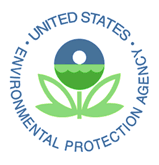 UNITED STATES
• ENVIRONMENTAL PROTECTION AGENCY •